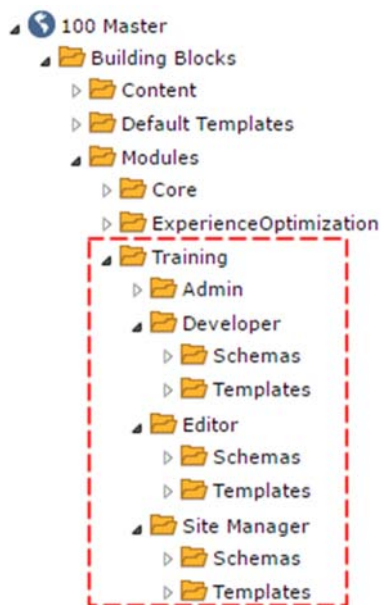 100 Master
Building Blocks
Content
Default Templates
Modules
Core
ExperienceOptimization
Training
Admin
Developer
Schemas
Templates
Editor
Schemas
Templates
Site Manager
Schemas
Templates